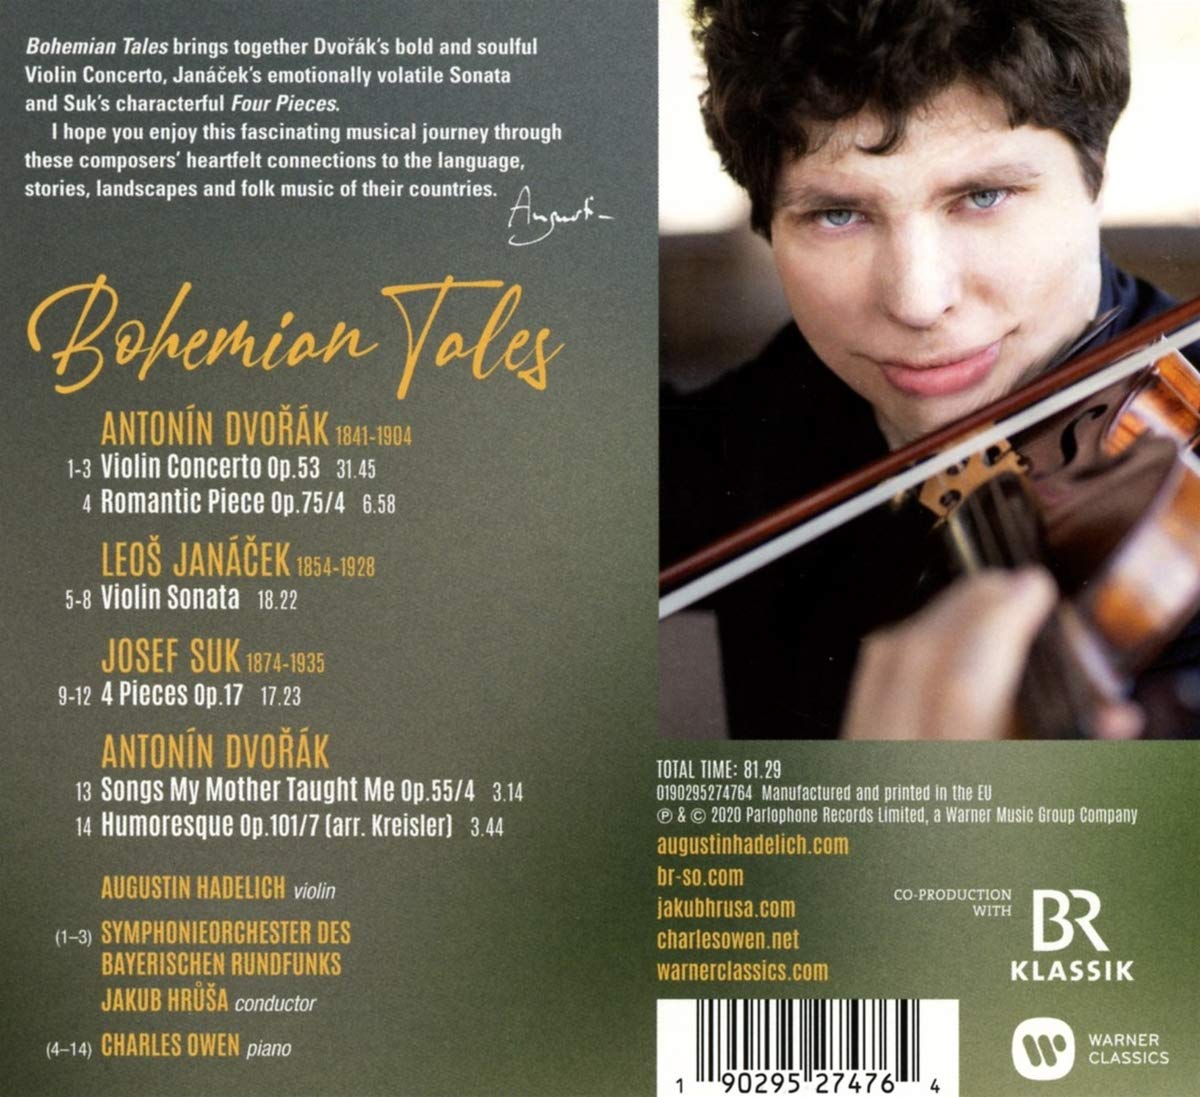 Bohemian Tales brings together Dvořák's bold and soulful
Violin Concerto, Janáček's emotionally volatile Sonata
and Suk's characterful Four Pieces.
I hope you enjoy this fascinating musical journey through
these composers' heartfelt connections to the language,
stories, landscapes and folk music of their countries.
Augustin
Bohemian Tales
ANTONÍN DVOŘÁK 1841-1904
1-3 Violin Concerto Op.53 31.45
4 Romantic Piece Op.75/4 6.58
LEOŠ JANÁČEK 1854-1928
5-8 Violin Sonata 18.22
JOSEF SUK 1874-1935
9-12 4 Pieces Op.17 17.23
ANTONÍN DVOŘÁK
13 Songs My Mother Taught Me Op.55/4 3.14
14 Humoresque Op.101/7 (arr. Kreisler) 3.44
AUGUSTIN HADELICH violin
(1–3) SYMPHONIEORCHESTER DES
BAYERISCHEN RUNDFUNKS
JAKUB HRŮŠA conductor
(4–14) CHARLES OWEN piano
TOTAL TIME: 81.29
0190295274764 Manufactured and printed in the EU
℗ & © 2020 Parlophone Records Limited, a Warner Music Group Company
augustinhadelich.com
br-so.com
jakubhrusa.com
charlesowen.net
warnerclassics.com
CO-PRODUCTION
WITH
BR
KLASSIK
WARNER
CLASSICS
1 90295 27476 4